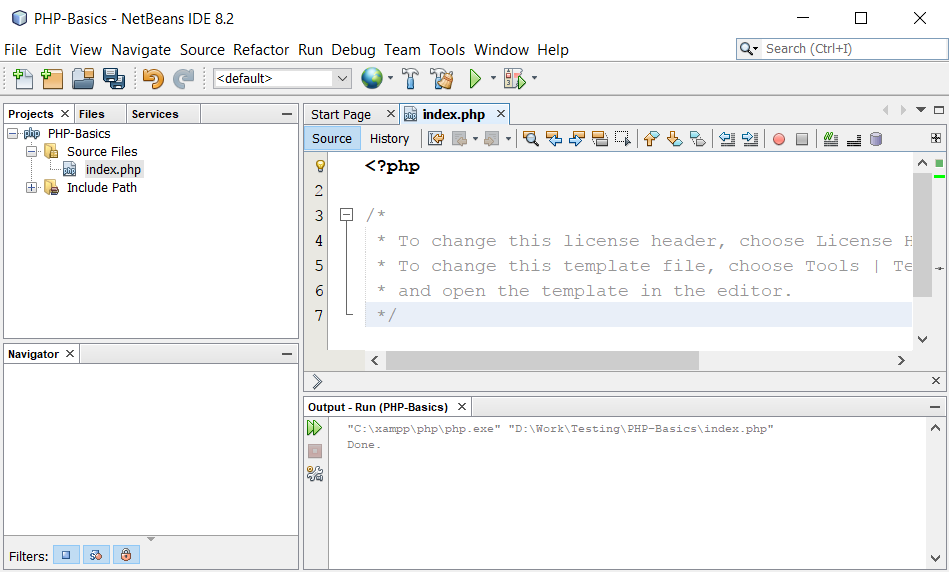 PHP-Basics - NetBeans IDE 8.2
File Edit View Navigate Source Refactor Run Debug Team Tools Window Help
Search (Ctrl+I)
<default>
Projects Files Services
PHP-Basics
Source Files
index.php
Include Path
Start Page index.php
Source History
<?php
2
3 /*
4 * To change this license header, choose License H
5 * To change this template file, choose Tools | Te
6 * and open the template in the editor.
7 */
Navigator
Filters:
Output - Run (PHP-Basics)
"C:\xampp\php\php.exe" "D:\Work\Testing\PHP-Basics\index.php"
Done.